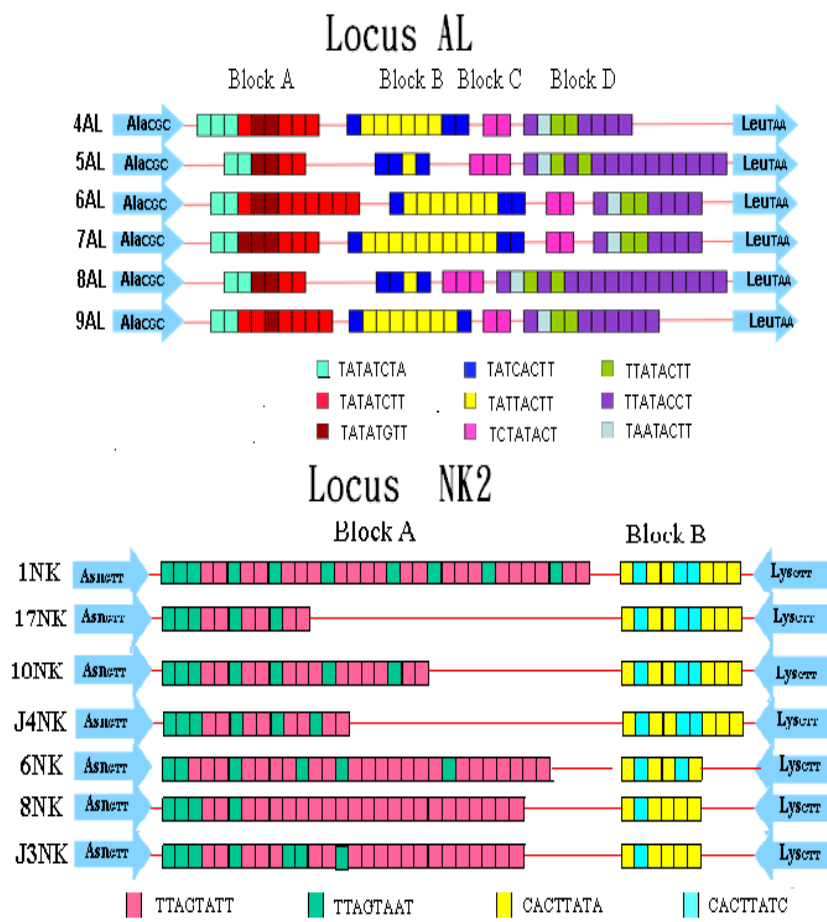 Locus AL
Block A Block B Block C Block D
4AL AlaCGC LeuTAA
5AL AlaCGC LeuTAA
6AL AlaCGC LeuTAA
7AL AlaCGC LeuTAA
8AL AlaCGC LeuTAA
9AL AlaCGC LeuTAA
TATATCTA TATCACTT TTATACTT
TATATCTT TATTACTT TTATACCT
TATATGTT TCTATACT TAATACTT
Locus NK2
Block A Block B
1NK AsnGTT LysCTT
17NK AsnGTT LysCTT
10NK AsnGTT LysCTT
J4NK AsnGTT LysCTT
6NK AsnGTT LysCTT
8NK AsnGTT LysCTT
J3NK AsnGTT LysCTT
TTAGTATT TTAGTAAT CACTTATA CACTTATC